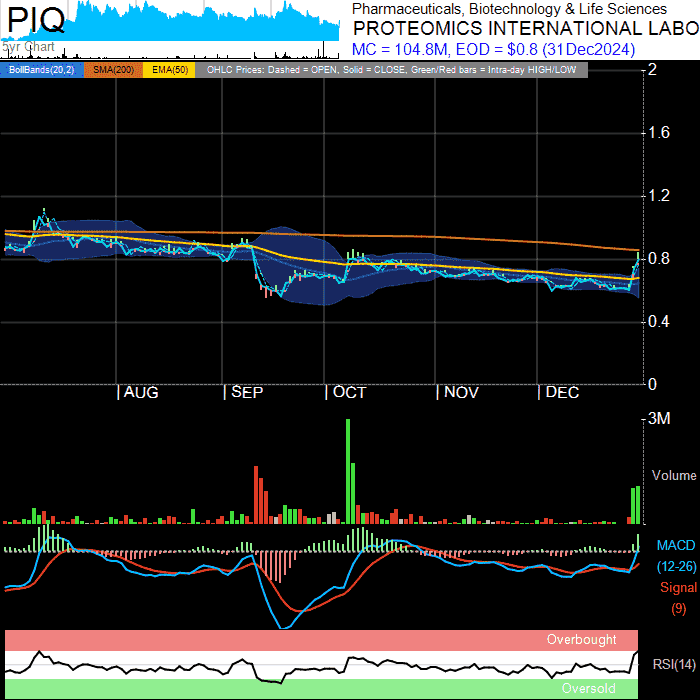 PIQ
5yr Chart
Pharmaceuticals, Biotechnology & Life Sciences
PROTEOMICS INTERNATIONAL LABO
MC = 104.8M, EOD = $0.8 (31Dec2024)
BollBands(20,2) SMA(200) EMA(50) OHLC Prices: Dashed = OPEN, Solid = CLOSE, Green/Red bars = Intra-day HIGH/LOW
2
1.6
1.2
0.8
0.4
0
AUG SEP OCT NOV DEC
3M
Volume
MACD
(12-26)
Signal
(9)
Overbought
RSI(14)
Oversold